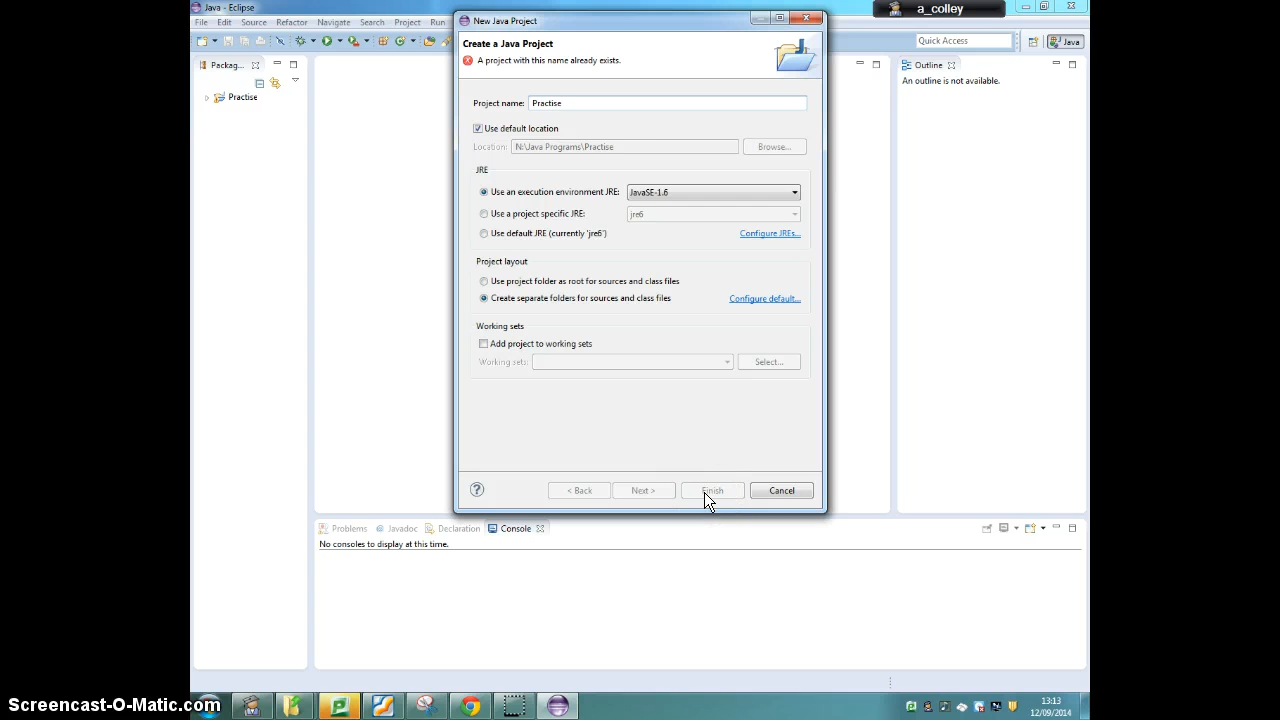 Java - Eclipse
a_colley
File Edit Source Refactor Navigate Search Project Run
Quick Access
Java
New Java Project
Create a Java Project
A project with this name already exists.
Project name: Practise
Use default location
Location: N:\Java Programs\Practise Browse...
JRE
Use an execution environment JRE: JavaSE-1.6
Use a project specific JRE: jre6
Use default JRE (currently 'jre6') Configure JREs...
Project layout
Use project folder as root for sources and class files
Create separate folders for sources and class files Configure default...
Working sets
Add project to working sets
Working sets: Select...
< Back Next > Finish Cancel
Packag...
Practise
Outline
An outline is not available.
Problems Javadoc Declaration Console
No consoles to display at this time.
Screencast-O-Matic.com
13:13
12/09/2014